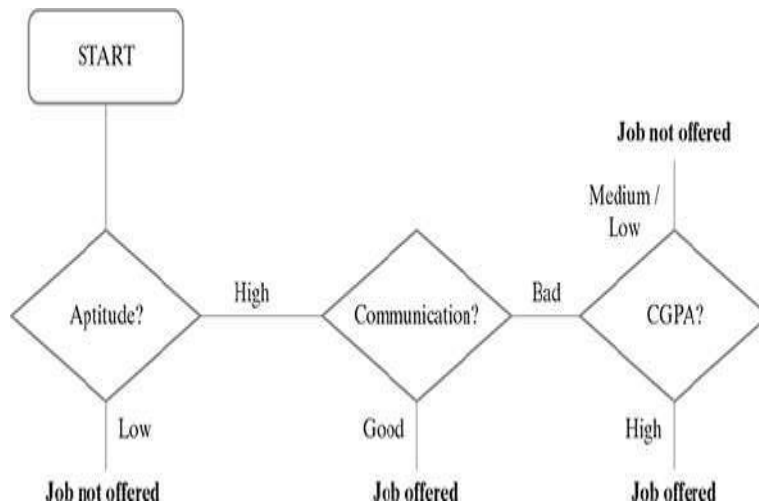 START
Job not offered
Medium /
Low
High
Bad
Aptitude?
Communication?
CGPA?
Low
Good
High
Job not offered
Job offered
Job offered